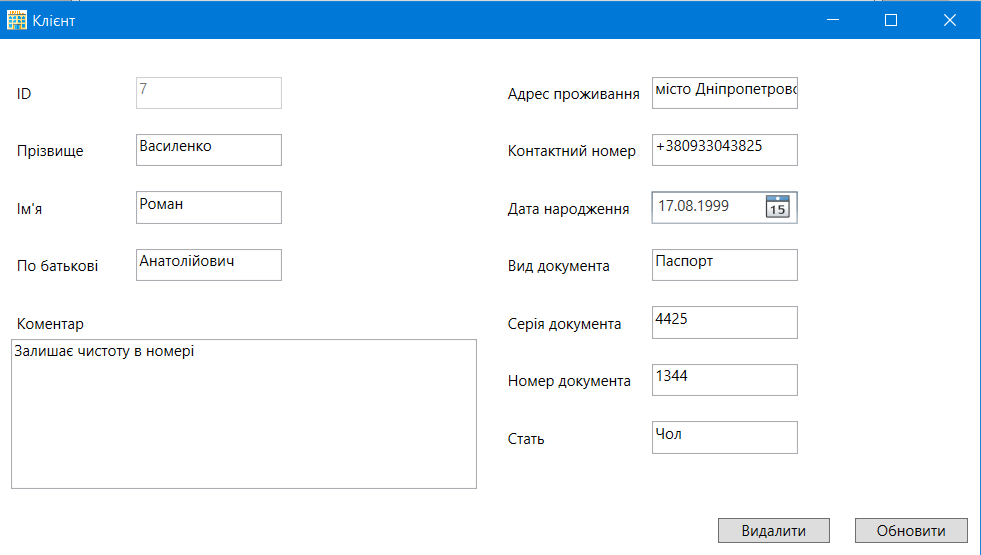 Клієнт
ID
7
Прізвище
Василенко
Ім'я
Роман
По батькові
Анатолійович
Коментар
Залишає чистоту в номері
Адрес проживання
місто Дніпропетровс
Контактний номер
+380933043825
Дата народження
17.08.1999
15
Вид документа
Паспорт
Серія документа
4425
Номер документа
1344
Стать
Чол
Видалити
Обновити